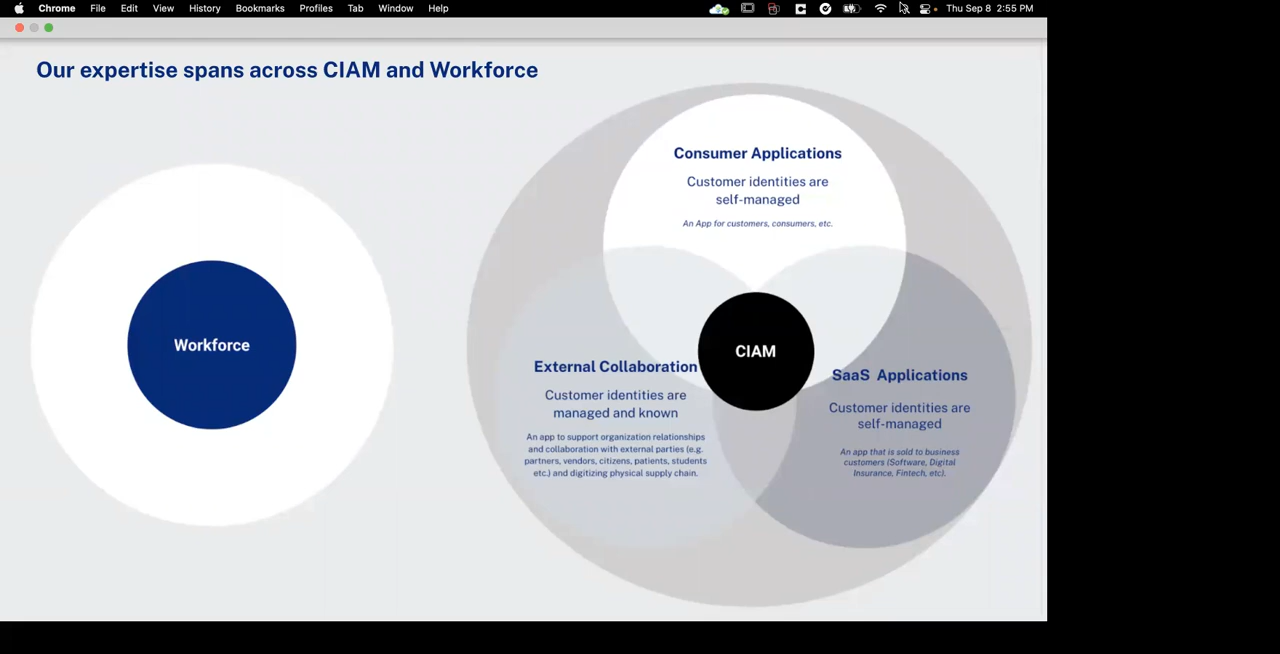 Chrome File Edit View History Bookmarks Profiles Tab Window Help Thu Sep 8 2:55 PM
Our expertise spans across CIAM and Workforce
Workforce
Consumer Applications
Customer identities are
self-managed
An App for customers, consumers, etc.
CIAM
External Collaboration
Customer identities are
managed and known
An app to support organization relationships
and collaboration with external parties (e.g.
partners, vendors, citizens, patients, students
etc.) and digitizing physical supply chain.
SaaS Applications
Customer identities are
self-managed
An app that is sold to business
customers (Software, Digital
Insurance, Fintech, etc).